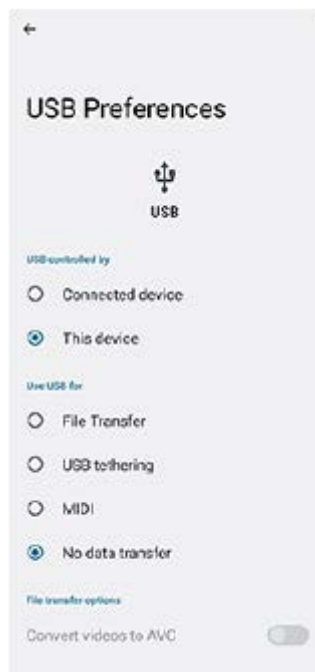 USB Preferences
USB
USB controlled by
Connected device
This device
Use USB for
File Transfer
USB tethering
MIDI
No data transfer
File transfer options
Convert videos to AVC